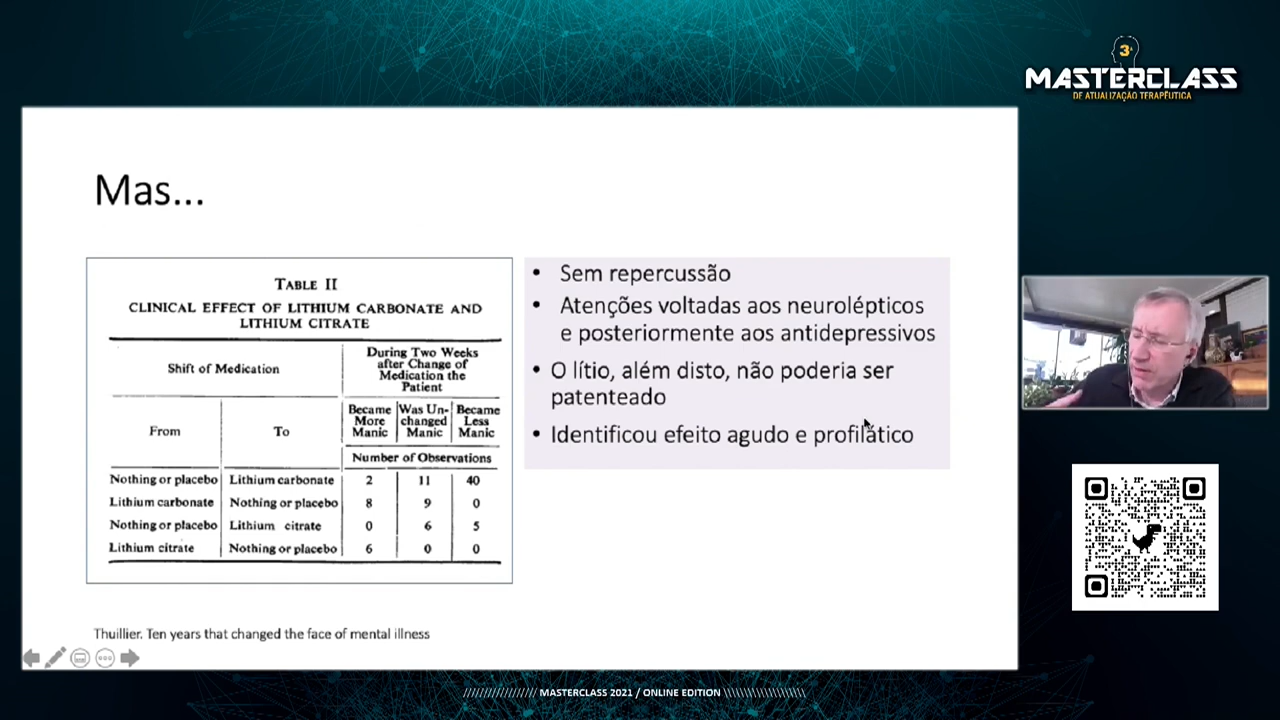 3ª
MASTERCLASS
DE ATUALIZAÇÃO TERAPÊUTICA
Mas...
TABLE II
CLINICAL EFFECT OF LITHIUM CARBONATE AND
LITHIUM CITRATE
Shift of Medication
During Two Weeks
after Change of
Medication the
Patient
From
To
Became More Manic
Was Un- changed Manic
Became Less Manic
Number of Observations
Nothing or placebo Lithium carbonate 2 11 40
Lithium carbonate Nothing or placebo 8 9 0
Nothing or placebo Lithium citrate 0 6 5
Lithium citrate Nothing or placebo 6 0 0
• Sem repercussão
• Atenções voltadas aos neurolépticos
e posteriormente aos antidepressivos
• O lítio, além disto, não poderia ser
patenteado
• Identificou efeito agudo e profilático
Thuillier. Ten years that changed the face of mental illness
/////////////////// MASTERCLASS 2021 / ONLINE EDITION \\\\\\\\\\\\\\\\\\\